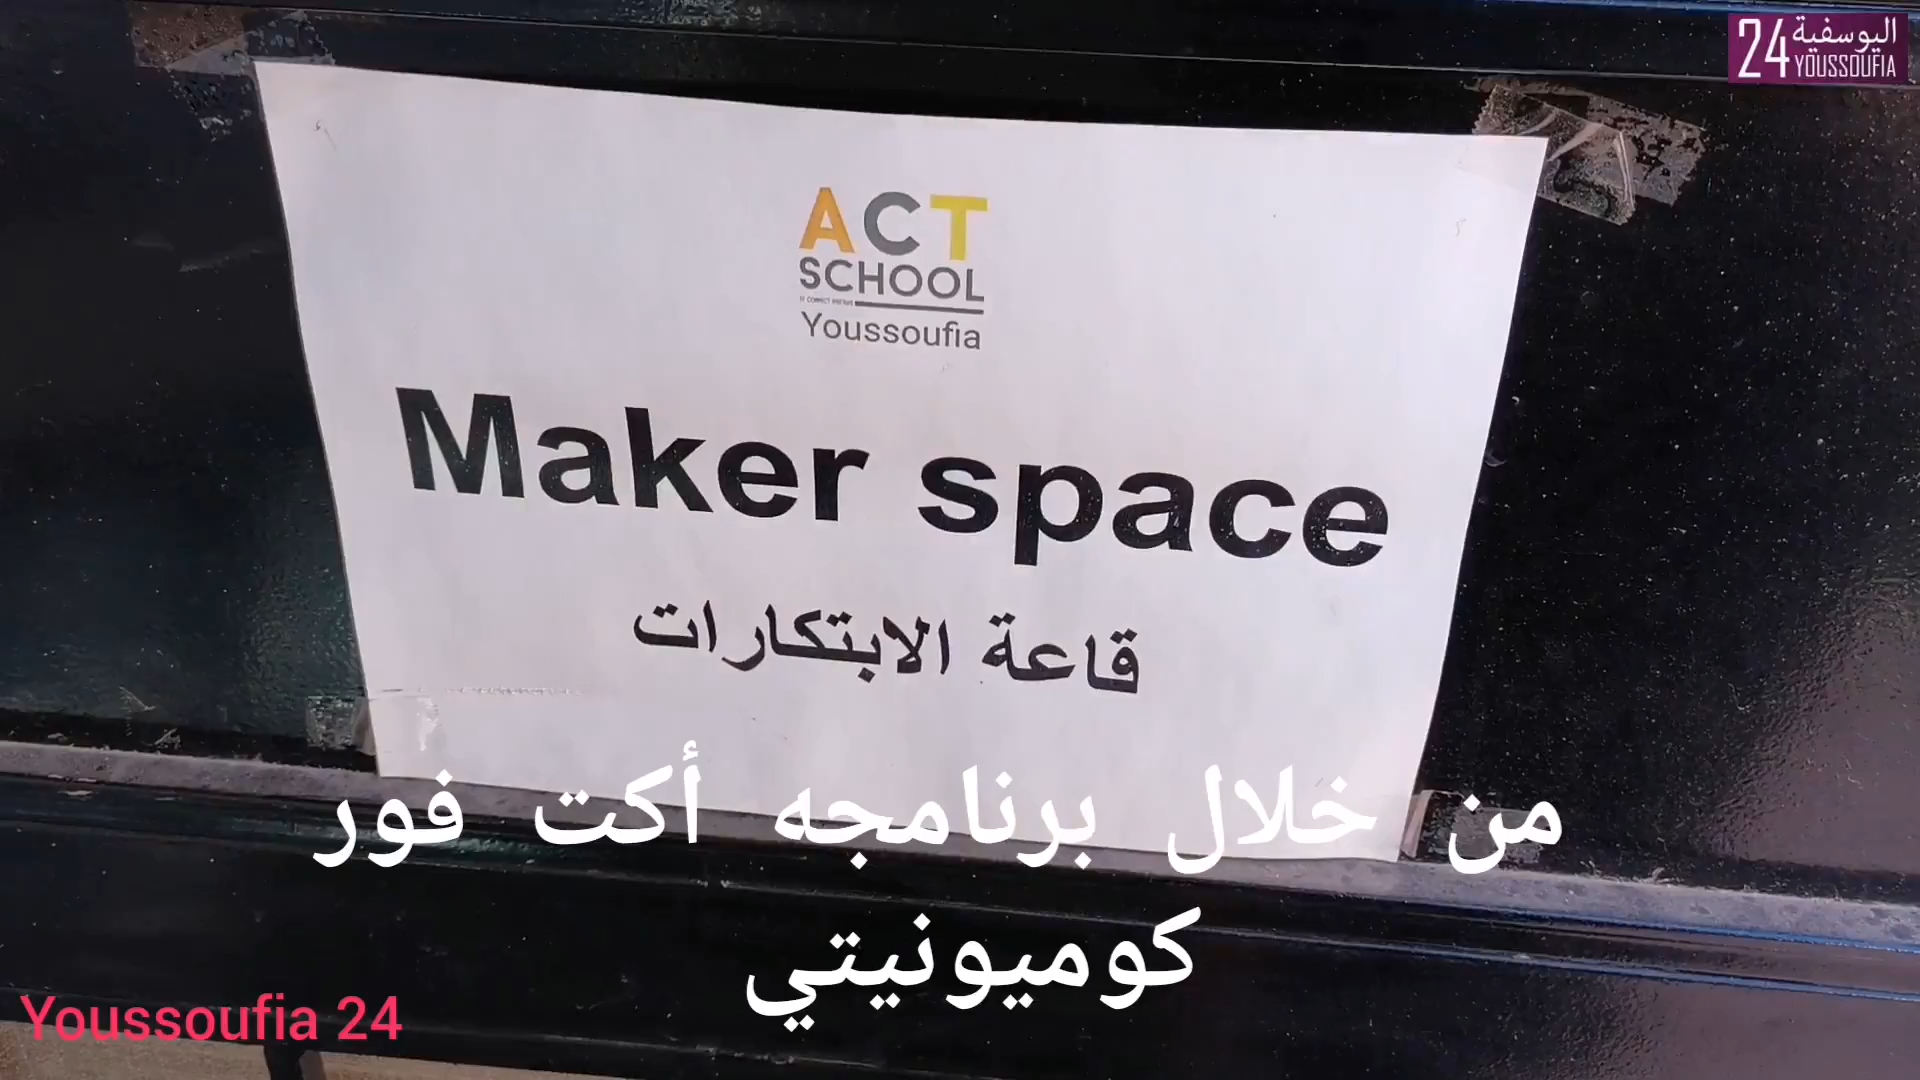 24 اليوسفية
YOUSSOUFIA
ACT
SCHOOL
Youssoufia
Maker space
قاعة الابتكارات
من خلال برنامجه أكت فور
كوميونيتي
Youssoufia 24